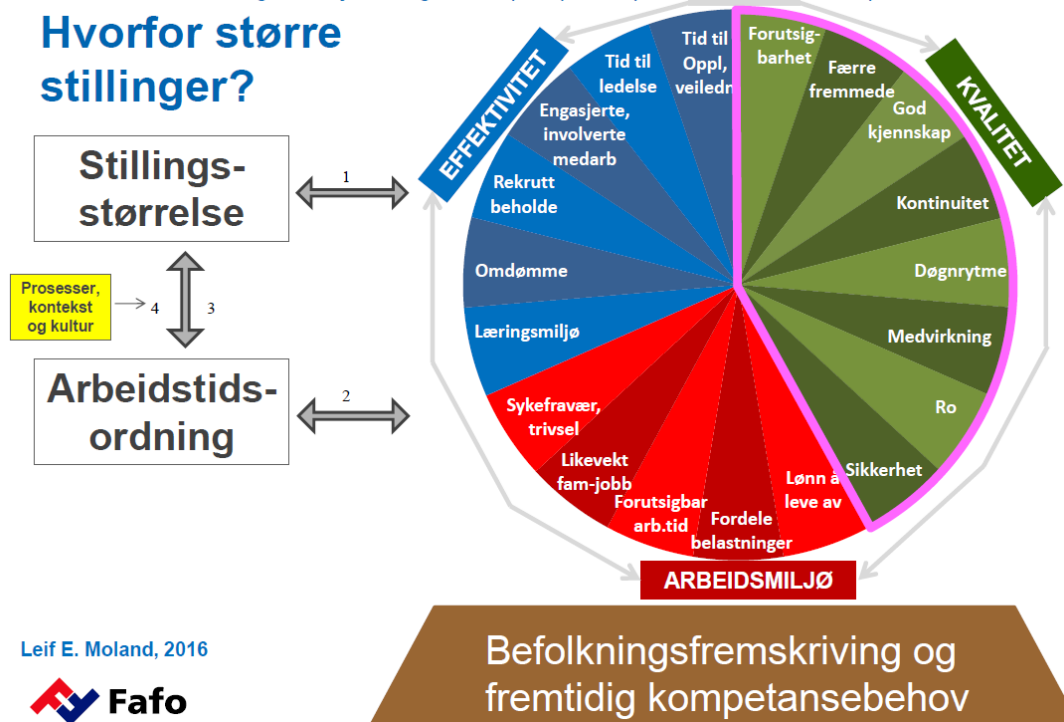 Hvorfor større
stillinger?
Stillings-
størrelse
1
Prosesser,
kontekst
og kultur
4
3
Arbeidstids-
ordning
2
EFFEKTIVITET
KVALITET
ARBEIDSMILJØ
Tid til
Oppl,
veiledn
Forutsig-
barhet
Færre
fremmede
God
kjennskap
Kontinuitet
Døgnrytme
Medvirkning
Ro
Sikkerhet
Lønn å
leve av
Fordele
belastninger
Forutsigbar
arb.tid
Likevekt
fam-jobb
Sykefravær,
trivsel
Læringsmiljø
Omdømme
Rekrutt
beholde
Engasjerte,
involverte
medarb
Tid til
ledelse
Befolkningsfremskriving og
fremtidig kompetansebehov
Leif E. Moland, 2016
Fafo